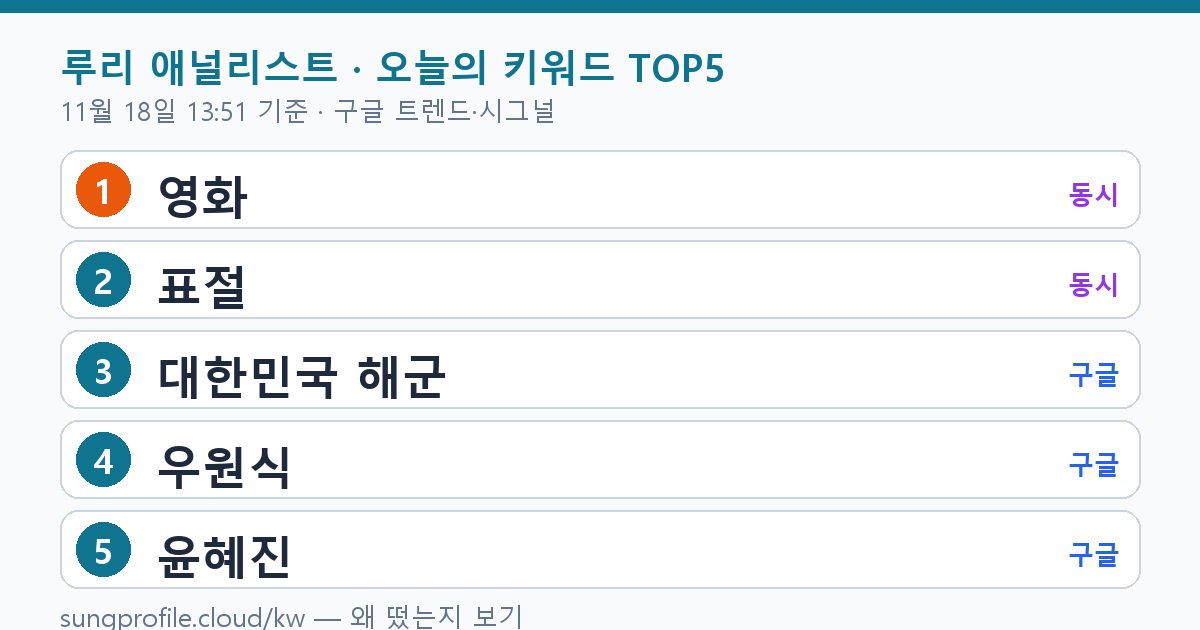 루리 애널리스트 · 오늘의 키워드 TOP5
11월 18일 13:51 기준 · 구글 트렌드·시그널
1 영화 동시
2 표절 동시
3 대한민국 해군 구글
4 우원식 구글
5 윤혜진 구글
sungprofile.cloud/kw — 왜 떴는지 보기